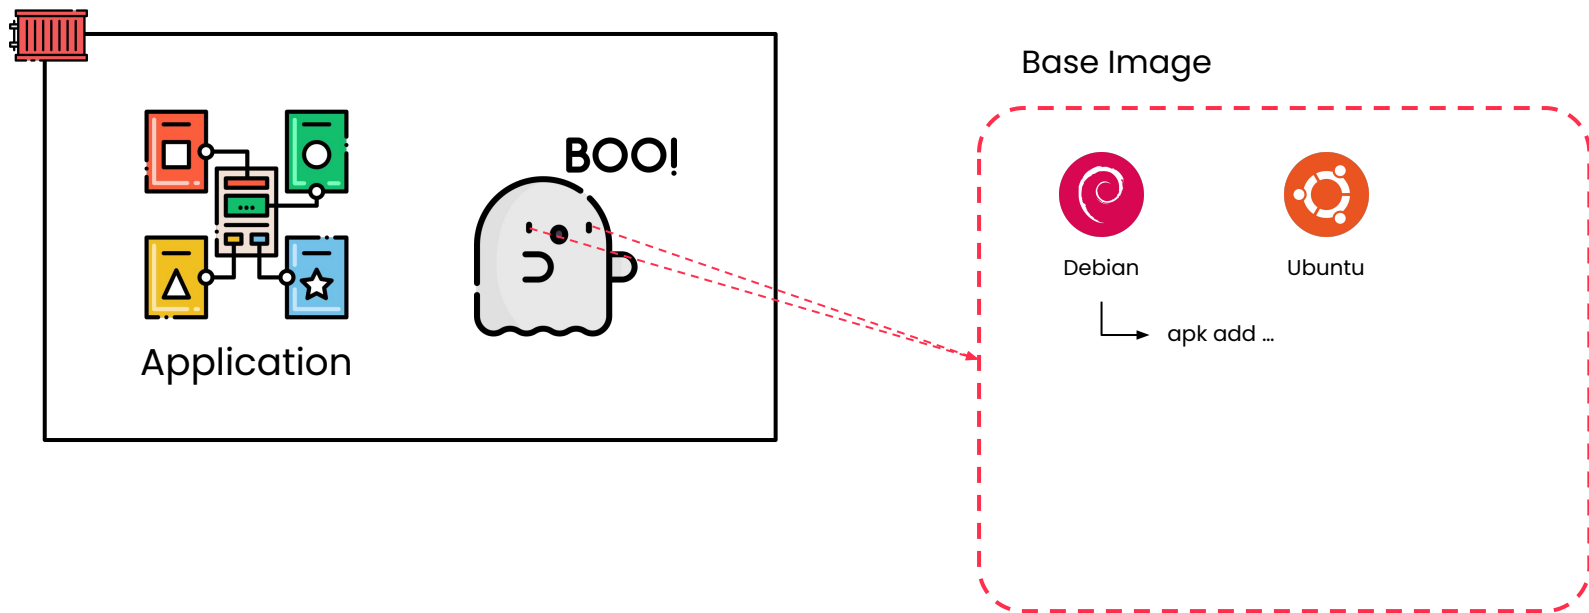 Base Image
BOO!
Debian
Ubuntu
apk add ...
Application